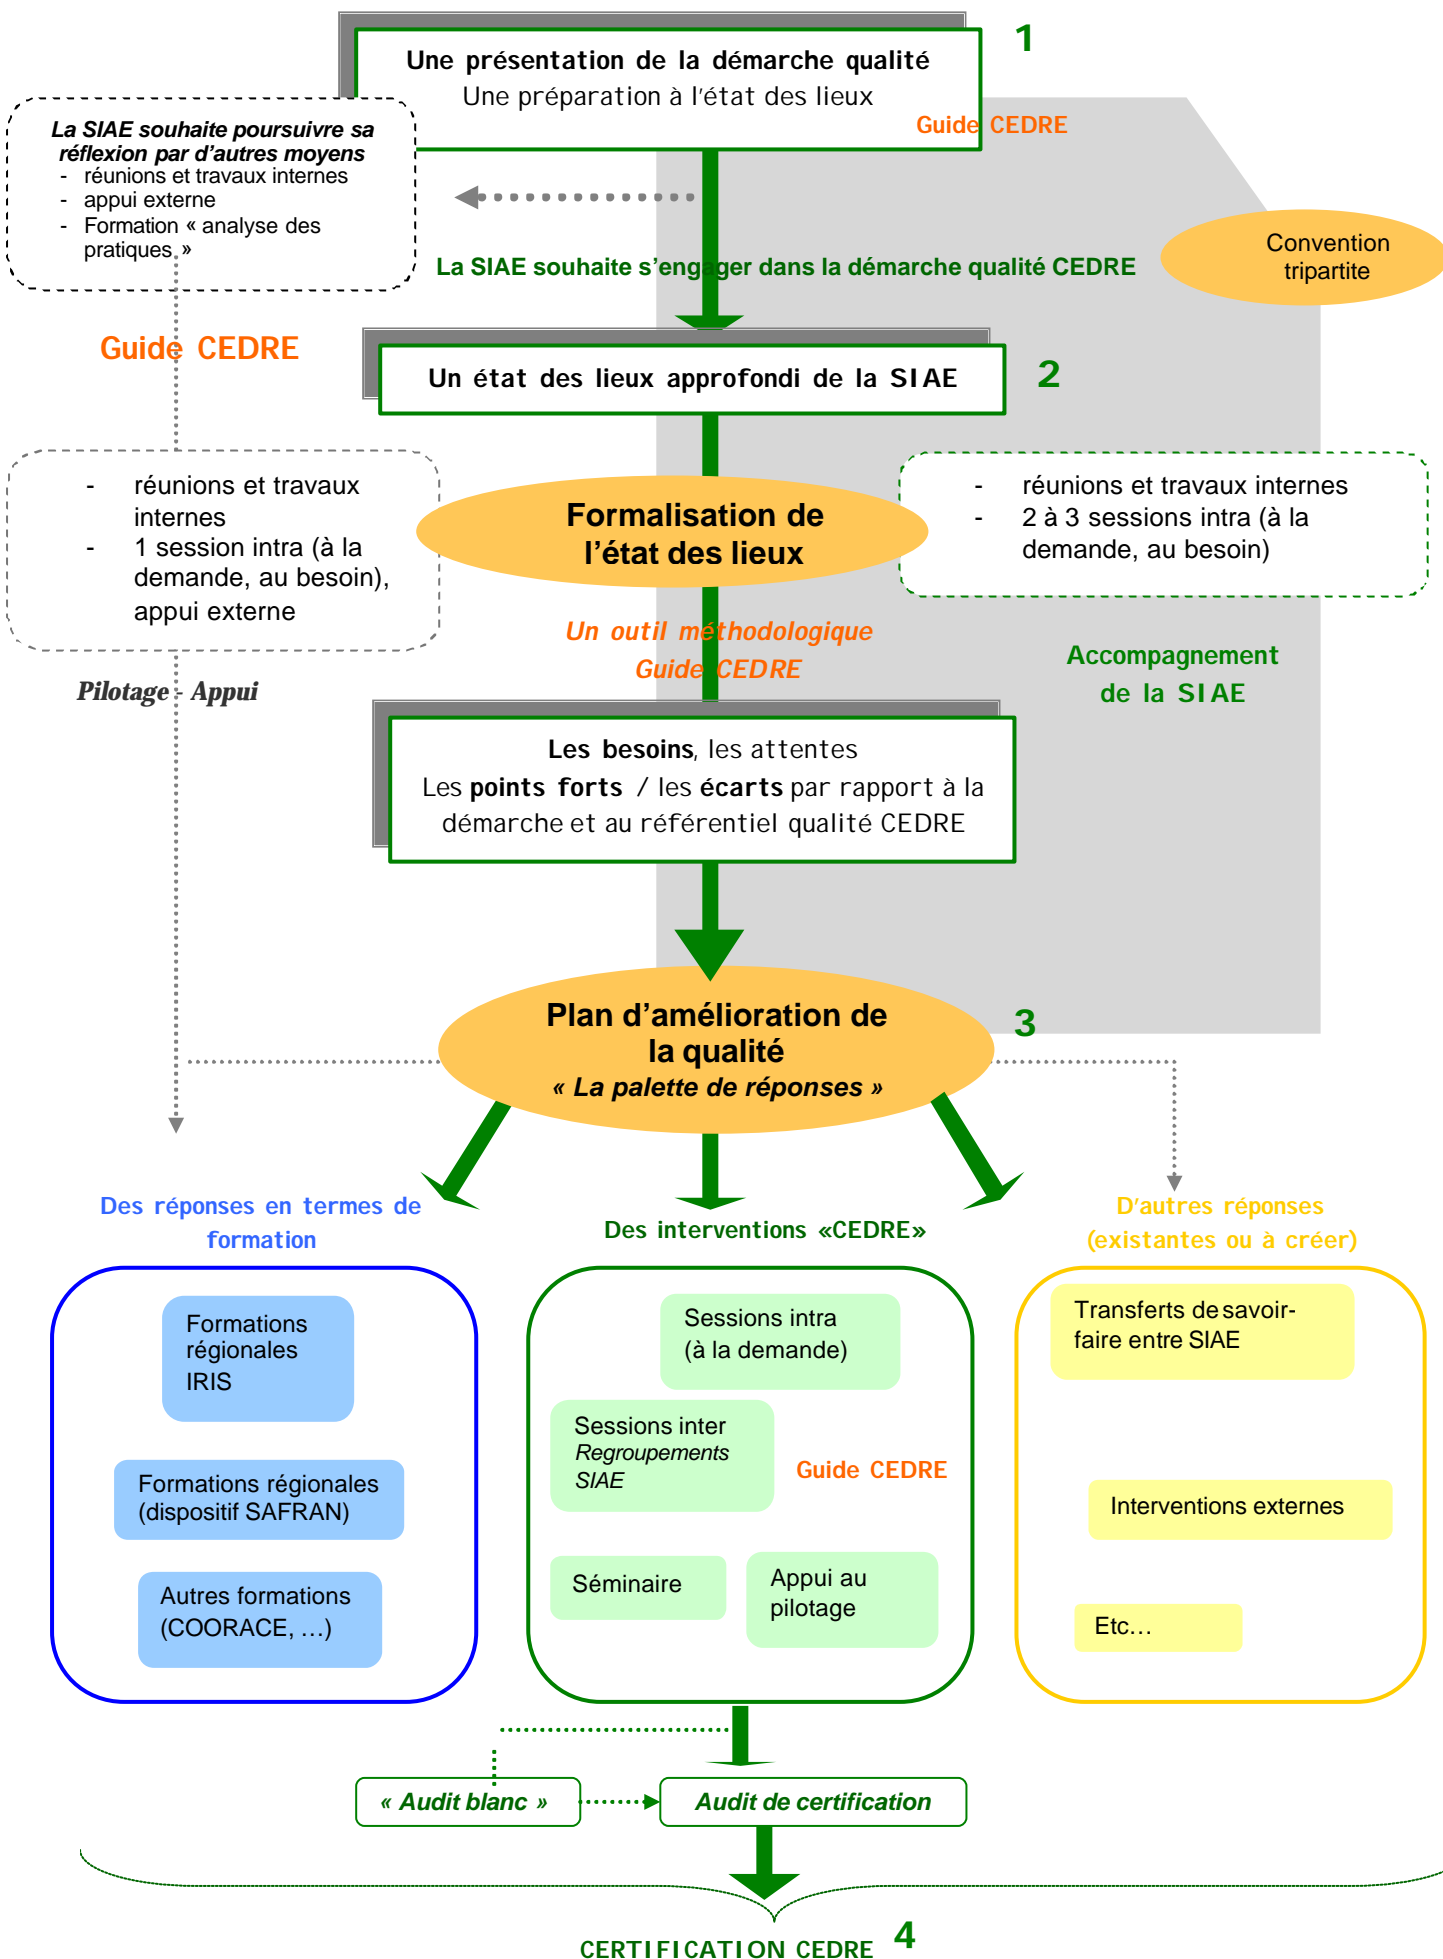 1
Une présentation de la démarche qualité
Une préparation à l'état des lieux
Guide CEDRE
La SIAE souhaite poursuivre sa
réflexion par d'autres moyens
- réunions et travaux internes
- appui externe
- Formation « analyse des
pratiques »
Convention
tripartite
La SIAE souhaite s'engager dans la démarche qualité CEDRE
Guide CEDRE
Un état des lieux approfondi de la SIAE
2
- réunions et travaux
internes
- 1 session intra (à la
demande, au besoin),
appui externe
Formalisation de
l'état des lieux
- réunions et travaux internes
- 2 à 3 sessions intra (à la
demande, au besoin)
Un outil méthodologique
Guide CEDRE
Accompagnement
de la SIAE
Pilotage - Appui
Les besoins, les attentes
Les points forts / les écarts par rapport à la
démarche et au référentiel qualité CEDRE
Plan d'amélioration de
la qualité
« La palette de réponses »
3
Des réponses en termes de
formation
Des interventions «CEDRE»
D'autres réponses
(existantes ou à créer)
Formations
régionales
IRIS
Formations régionales
(dispositif SAFRAN)
Autres formations
(COORACE, …)
Sessions intra
(à la demande)
Sessions inter
Regroupements
SIAE
Guide CEDRE
Séminaire
Appui au
pilotage
Transferts de savoir-
faire entre SIAE
Interventions externes
Etc…
« Audit blanc »
Audit de certification
CERTIFICATION CEDRE
4